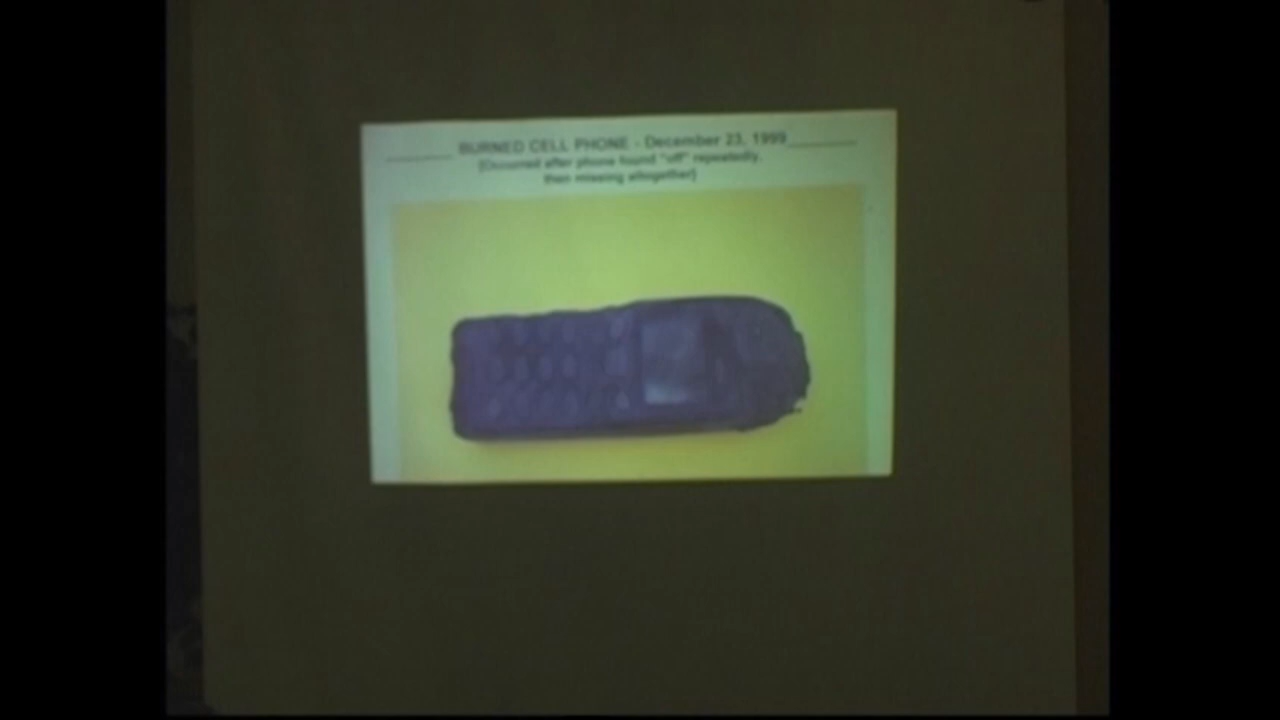 BURNED CELL PHONE - December 23, 1999
[Occurred after phone found "off" repeatedly,
then missing altogether]